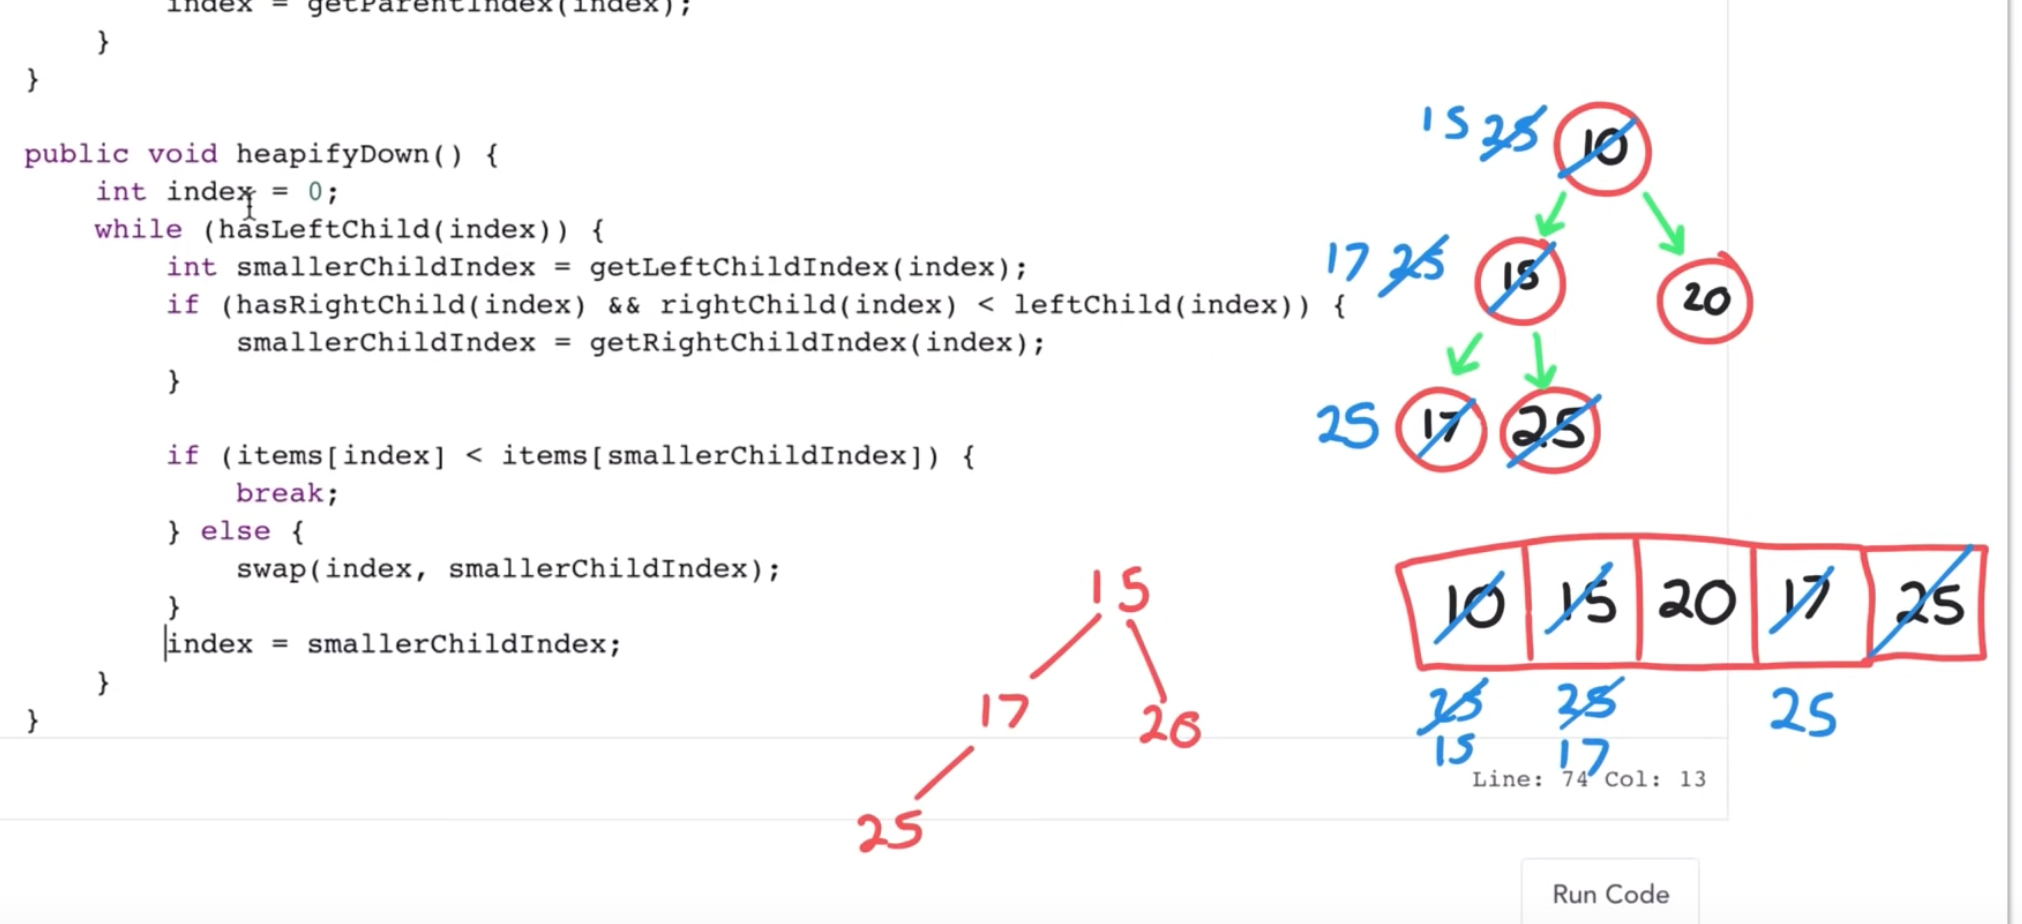 index = getParentIndex(index);
}
}
public void heapifyDown() {
int index = 0;
while (hasLeftChild(index)) {
int smallerChildIndex = getLeftChildIndex(index);
if (hasRightChild(index) && rightChild(index) < leftChild(index)) {
smallerChildIndex = getRightChildIndex(index);
}
if (items[index] < items[smallerChildIndex]) {
break;
} else {
swap(index, smallerChildIndex);
}
index = smallerChildIndex;
}
}
15 25 10
17 25 15 20
25 17 25
10 15 20 17 25
25 25 25
15 17
15
17 20
25
Line: 74 Col: 13
Run Code